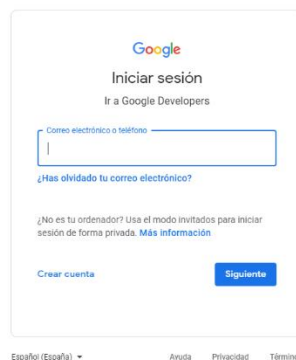 Google
Iniciar sesión
Ir a Google Developers
Correo electrónico o teléfono
¿Has olvidado tu correo electrónico?
¿No es tu ordenador? Usa el modo invitados para iniciar
sesión de forma privada. Más información
Crear cuenta Siguiente
Español (España) Ayuda Privacidad Término